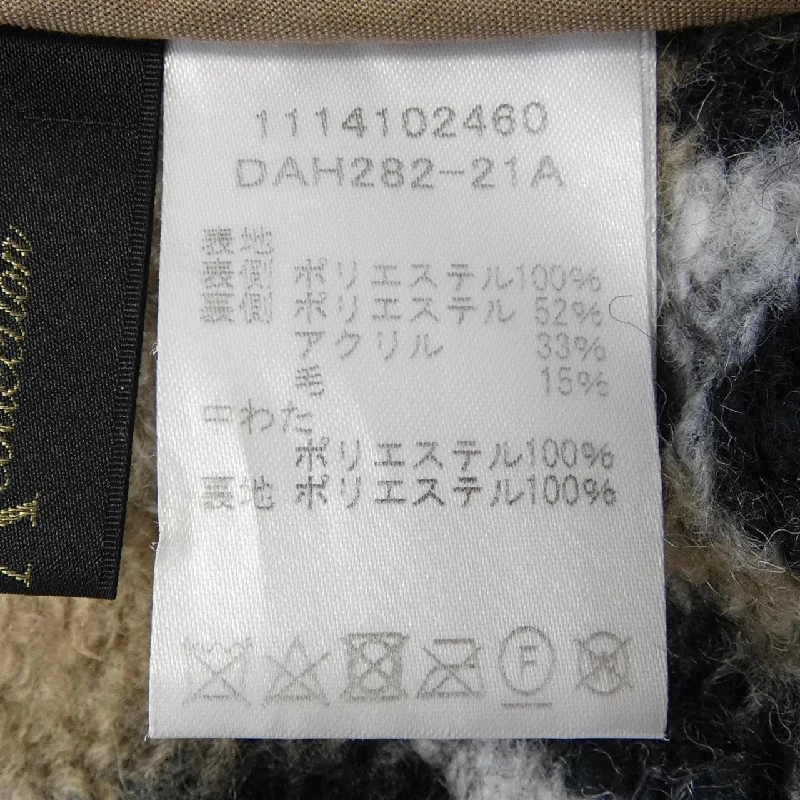 1114102460
DAH282-21A
表地
表側 ポリエステル100%
裏側 ポリエステル 52%
アクリル 33%
毛 15%
中わた
ポリエステル100%
裏地 ポリエステル100%
F